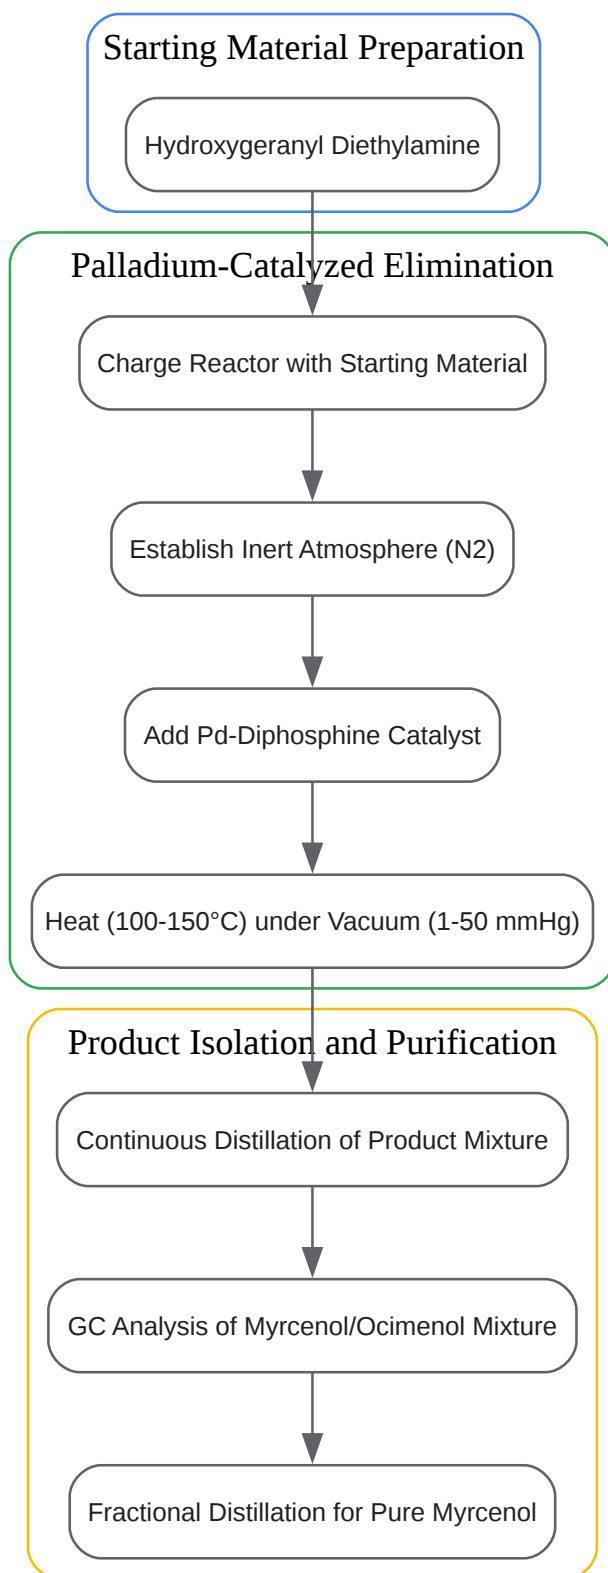 Starting Material Preparation
Hydroxygeranyl Diethylamine
Palladium-Catalyzed Elimination
Charge Reactor with Starting Material
Establish Inert Atmosphere (N2)
Add Pd-Diphosphine Catalyst
Heat (100-150°C) under Vacuum (1-50 mmHg)
Product Isolation and Purification
Continuous Distillation of Product Mixture
GC Analysis of Myrcenol/Ocimenol Mixture
Fractional Distillation for Pure Myrcenol